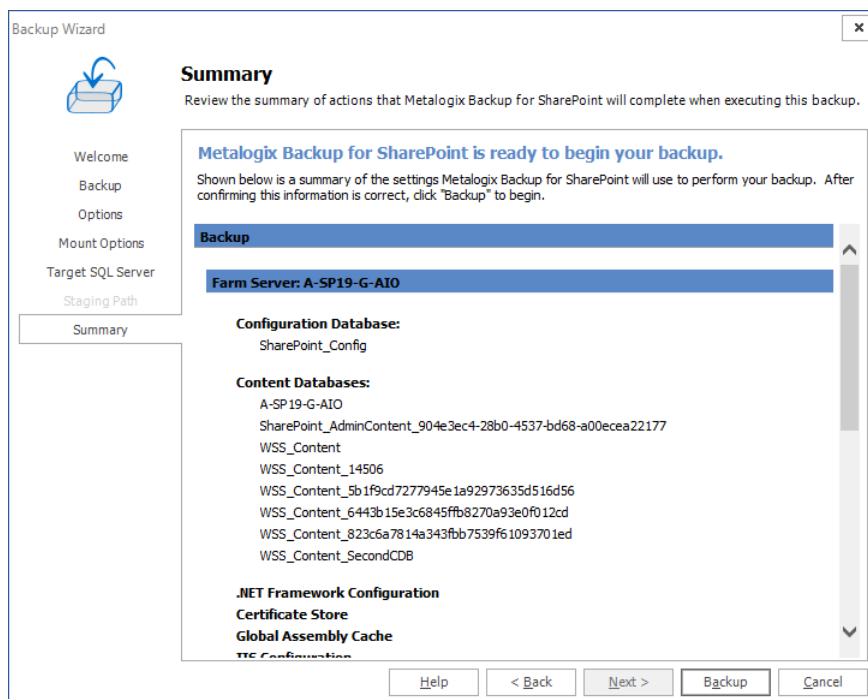 Backup Wizard
Summary
Review the summary of actions that Metalogix Backup for SharePoint will complete when executing this backup.
Welcome
Backup
Options
Mount Options
Target SQL Server
Staging Path
Summary
Metalogix Backup for SharePoint is ready to begin your backup.
Shown below is a summary of the settings Metalogix Backup for SharePoint will use to perform your backup. After
confirming this information is correct, click "Backup" to begin.
Backup
Farm Server: A-SP19-G-AIO
Configuration Database:
SharePoint_Config
Content Databases:
A-SP19-G-AIO
SharePoint_AdminContent_904e3ec4-28b0-4537-bd68-a00ecea22177
WSS_Content
WSS_Content_14506
WSS_Content_5b1f9cd7277945e1a92973635d516d56
WSS_Content_6443b15e3c6845ffb8270a93e0f012cd
WSS_Content_823c6a7814a343fbb7539f61093701ed
WSS_Content_SecondCDB
.NET Framework Configuration
Certificate Store
Global Assembly Cache
IIS Configuration
Help
< Back
Next >
Backup
Cancel